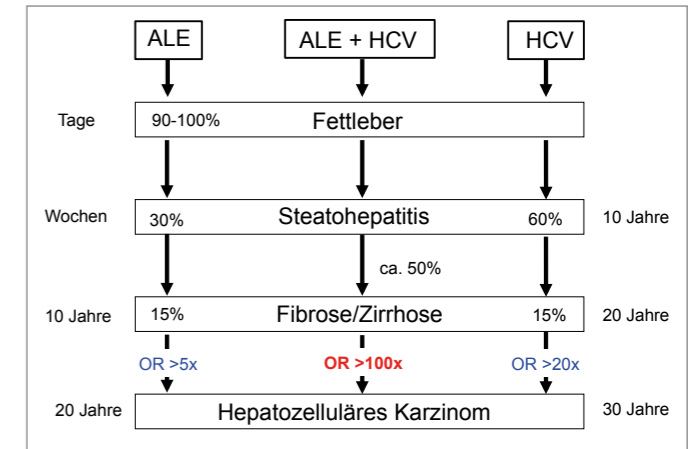 ALE ALE + HCV HCV
Tage 90-100% Fettleber
Wochen 30% Steatohepatitis 60% 10 Jahre
ca. 50%
10 Jahre 15% Fibrose/Zirrhose 15% 20 Jahre
OR >5x OR >100x OR >20x
20 Jahre Hepatozelluläres Karzinom 30 Jahre